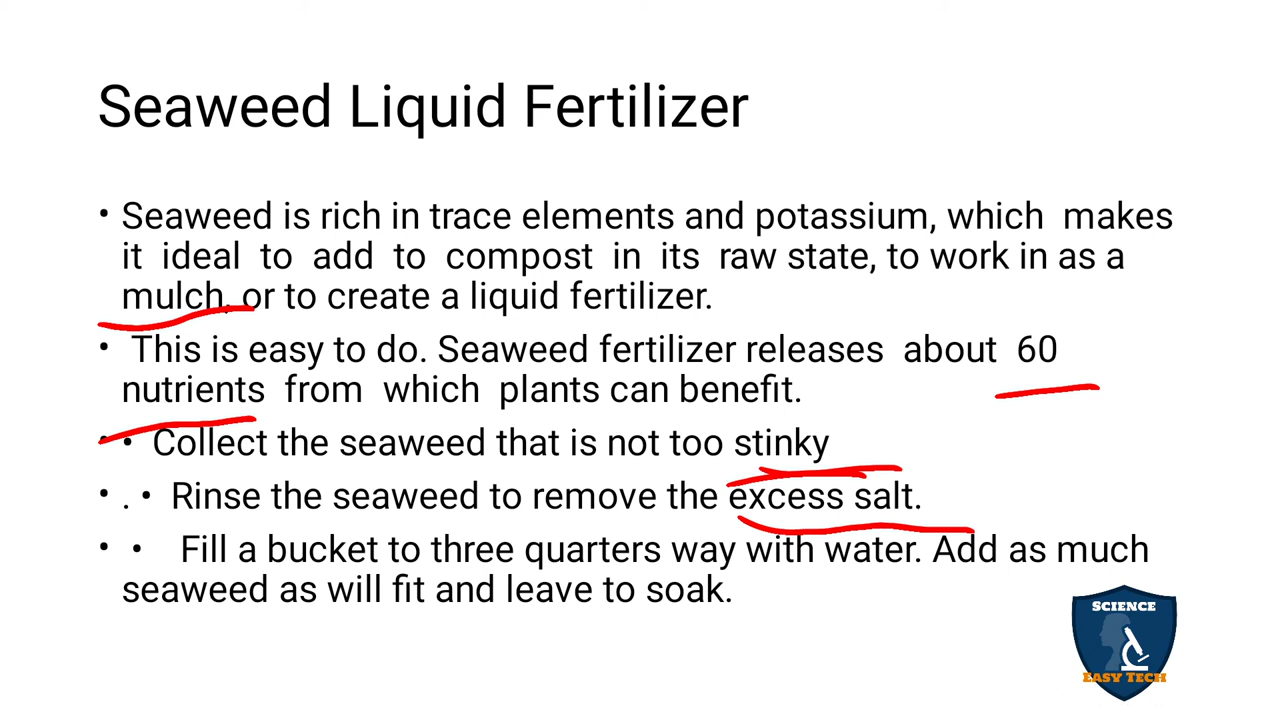 Seaweed Liquid Fertilizer
• Seaweed is rich in trace elements and potassium, which makes
it ideal to add to compost in its raw state, to work in as a
mulch, or to create a liquid fertilizer.
• This is easy to do. Seaweed fertilizer releases about 60
nutrients from which plants can benefit.
• • Collect the seaweed that is not too stinky
• . • Rinse the seaweed to remove the excess salt.
• • Fill a bucket to three quarters way with water. Add as much
seaweed as will fit and leave to soak.
SCIENCE
EASY TECH